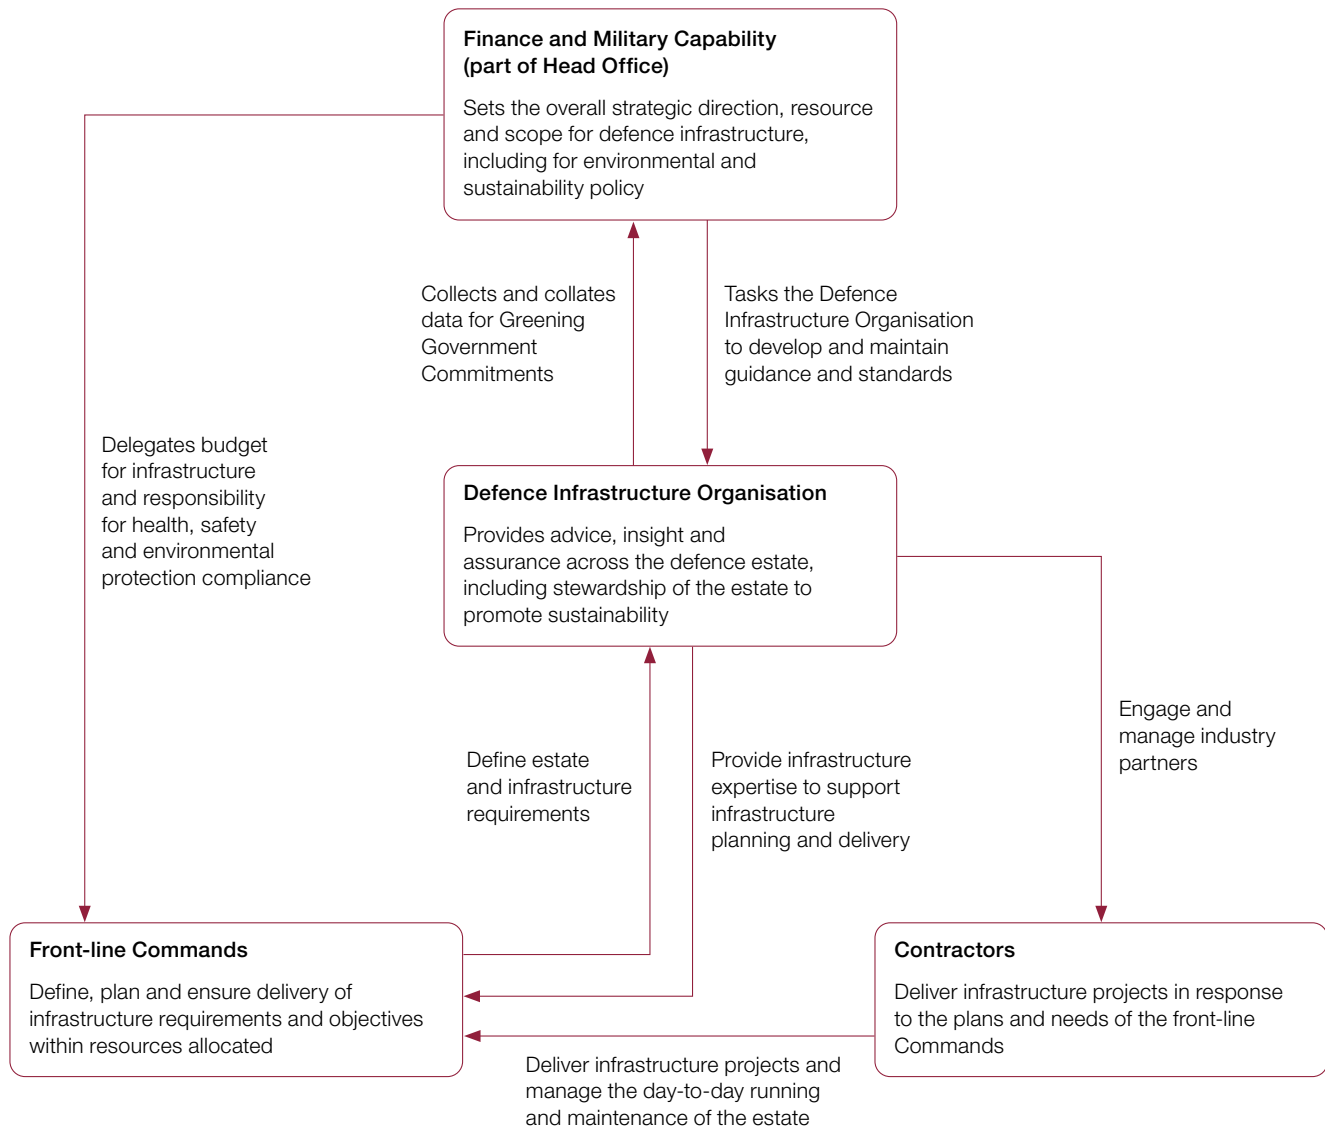 Finance and Military Capability
(part of Head Office)
Sets the overall strategic direction, resource
and scope for defence infrastructure,
including for environmental and
sustainability policy
Collects and collates
data for Greening
Government
Commitments
Tasks the Defence
Infrastructure Organisation
to develop and maintain
guidance and standards
Delegates budget
for infrastructure
and responsibility
for health, safety
and environmental
protection compliance
Defence Infrastructure Organisation
Provides advice, insight and
assurance across the defence estate,
including stewardship of the estate to
promote sustainability
Engage and
manage industry
partners
Define estate
and infrastructure
requirements
Provide infrastructure
expertise to support
infrastructure
planning and delivery
Front-line Commands
Define, plan and ensure delivery of
infrastructure requirements and objectives
within resources allocated
Contractors
Deliver infrastructure projects in response
to the plans and needs of the front-line
Commands
Deliver infrastructure projects and
manage the day-to-day running
and maintenance of the estate